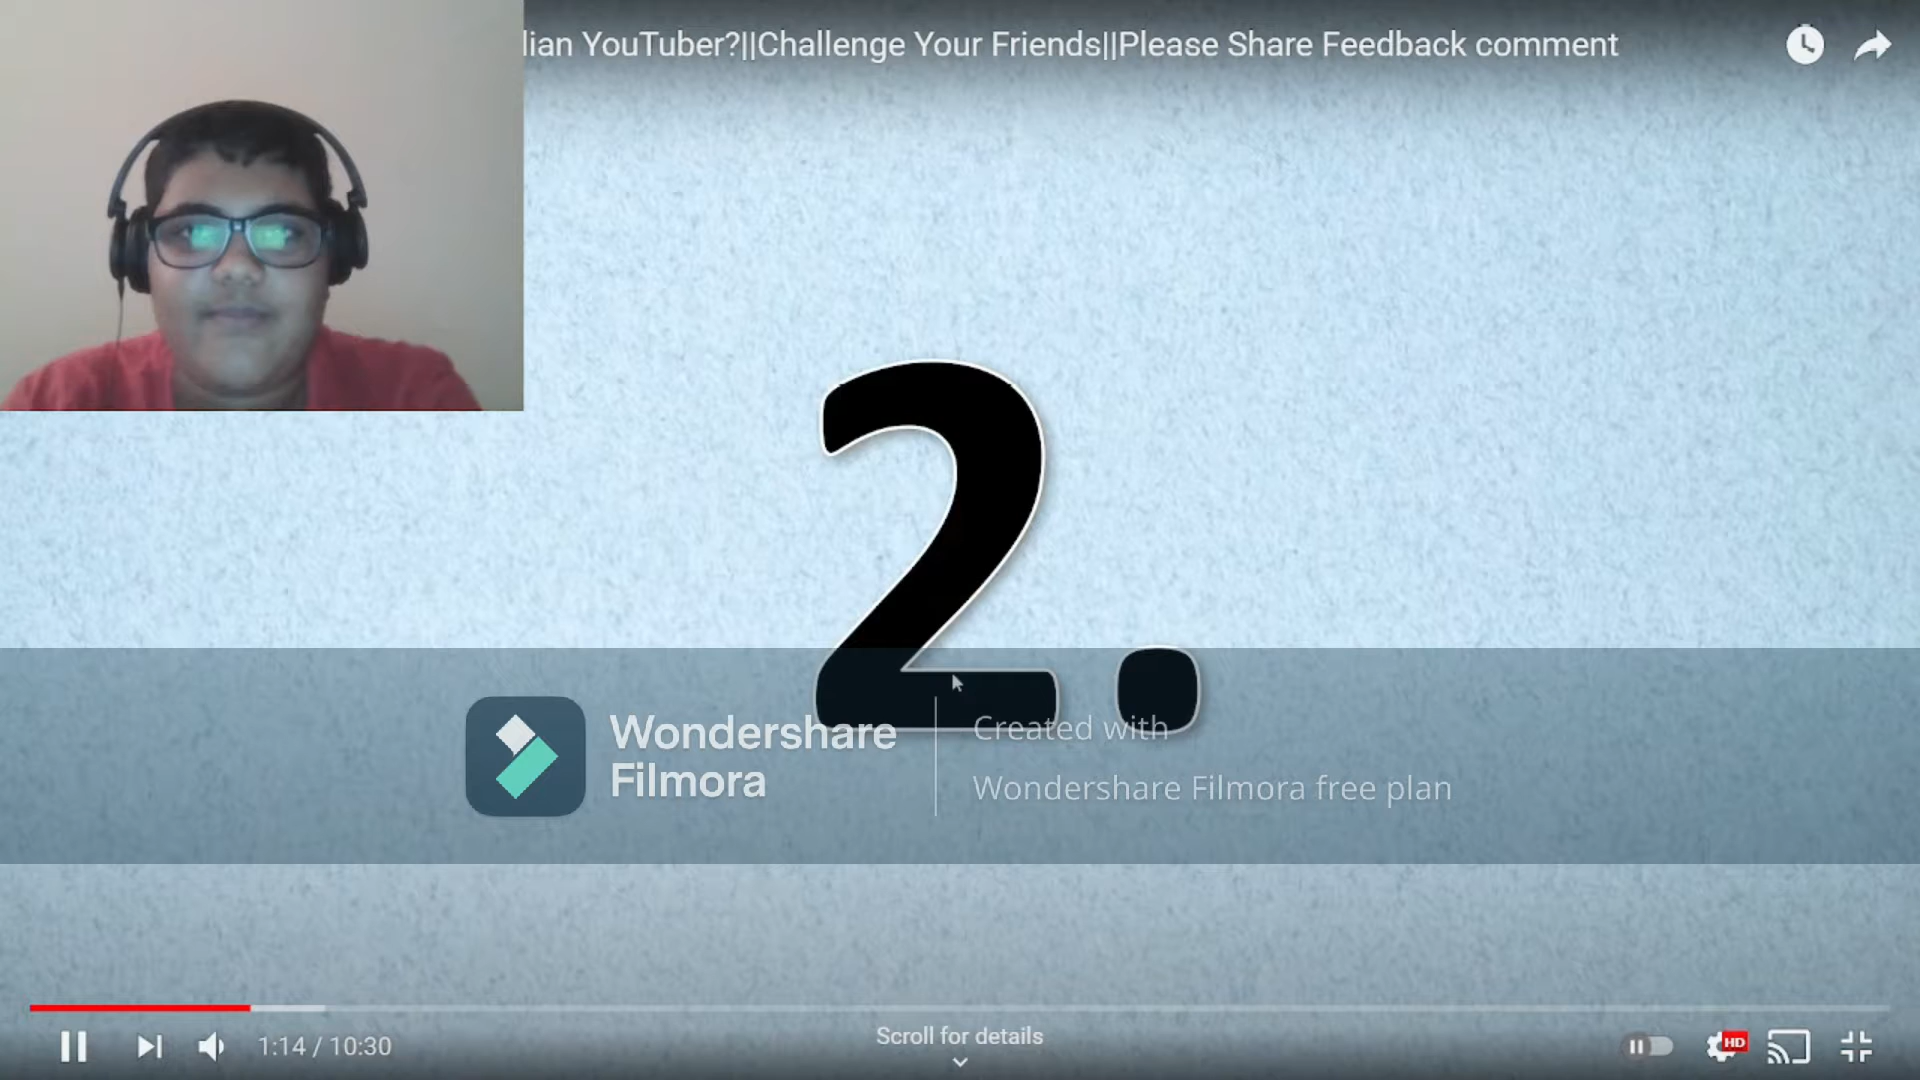 lian YouTuber?||Challenge Your Friends||Please Share Feedback comment
2.
Wondershare
Filmora
Created with
Wondershare Filmora free plan
1:14 / 10:30
Scroll for details
HD